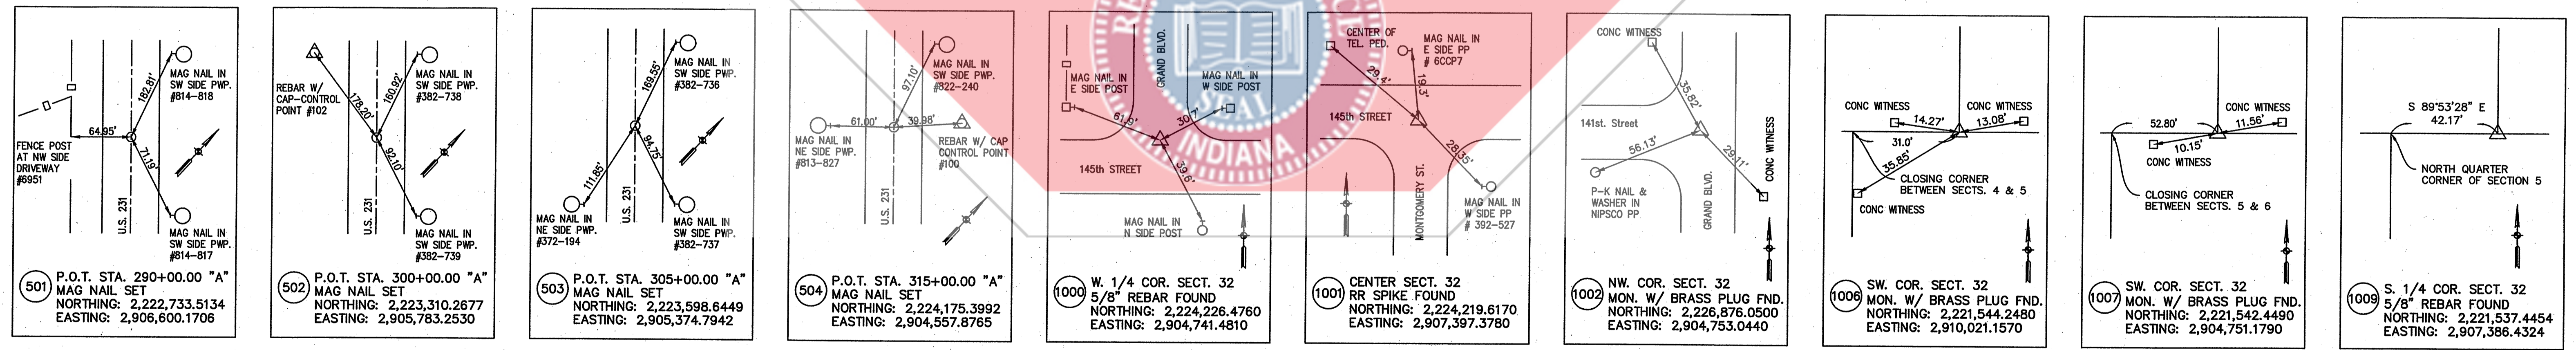 182.81'
MAG NAIL IN
SW SIDE PWP.
#814-818
64.95'
FENCE POST
AT NW SIDE
DRIVEWAY
#6951
71.19'
U.S. 231
MAG NAIL IN
SW SIDE PWP.
#814-817
501
P.O.T. STA. 290+00.00 "A"
MAG NAIL SET
NORTHING: 2,222,733.5134
EASTING: 2,906,600.1706
REBAR W/
CAP-CONTROL
POINT #102
178.20'
160.92'
MAG NAIL IN
SW SIDE PWP.
#382-738
92.10'
U.S. 231
MAG NAIL IN
SW SIDE PWP.
#382-739
502
P.O.T. STA. 300+00.00 "A"
MAG NAIL SET
NORTHING: 2,223,310.2677
EASTING: 2,905,783.2530
169.55'
MAG NAIL IN
SW SIDE PWP.
#382-736
111.85'
94.75'
U.S. 231
MAG NAIL IN
NE SIDE PWP.
#372-194
MAG NAIL IN
SW SIDE PWP.
#382-737
503
P.O.T. STA. 305+00.00 "A"
MAG NAIL SET
NORTHING: 2,223,598.6449
EASTING: 2,905,374.7942
97.10'
MAG NAIL IN
SW SIDE PWP.
#822-240
61.00'
39.98'
MAG NAIL IN
NE SIDE PWP.
#813-827
REBAR W/ CAP
CONTROL POINT
#100
U.S. 231
504
P.O.T. STA. 315+00.00 "A"
MAG NAIL SET
NORTHING: 2,224,175.3992
EASTING: 2,904,557.8765
GRAND BLVD.
MAG NAIL IN
E SIDE POST
MAG NAIL IN
W SIDE POST
61.9'
30.7'
39.6'
145th STREET
MAG NAIL IN
N SIDE POST
1000
W. 1/4 COR. SECT. 32
5/8" REBAR FOUND
NORTHING: 2,224,226.4760
EASTING: 2,904,741.4810
SEAL
INDIANA
CENTER OF
TEL. PED.
MAG NAIL IN
E SIDE PP
# 6CCP7
29.4'
19.3'
145th STREET
28.35'
MONTGOMERY ST.
MAG NAIL IN
W SIDE PP
# 392-527
1001
CENTER SECT. 32
RR SPIKE FOUND
NORTHING: 2,224,219.6170
EASTING: 2,907,397.3780
CONC WITNESS
35.82'
141st. Street
56.13'
29.11'
CONC WITNESS
P-K NAIL &
WASHER IN
NIPSCO PP
GRAND BLVD.
1002
NW. COR. SECT. 32
MON. W/ BRASS PLUG FND.
NORTHING: 2,226,876.0500
EASTING: 2,904,753.0440
CONC WITNESS
CONC WITNESS
14.27'
13.08'
31.0'
35.85'
CLOSING CORNER
BETWEEN SECTS. 4 & 5
CONC WITNESS
1006
SW. COR. SECT. 32
MON. W/ BRASS PLUG FND.
NORTHING: 2,221,544.2480
EASTING: 2,910,021.1570
CONC WITNESS
52.80'
11.56'
10.15'
CONC WITNESS
CLOSING CORNER
BETWEEN SECTS. 5 & 6
1007
SW. COR. SECT. 32
MON. W/ BRASS PLUG FND.
NORTHING: 2,221,542.4490
EASTING: 2,904,751.1790
S 89°53'28" E
42.17'
NORTH QUARTER
CORNER OF SECTION 5
1009
S. 1/4 COR. SECT. 32
5/8" REBAR FOUND
NORTHING: 2,221,537.4454
EASTING: 2,907,386.4324